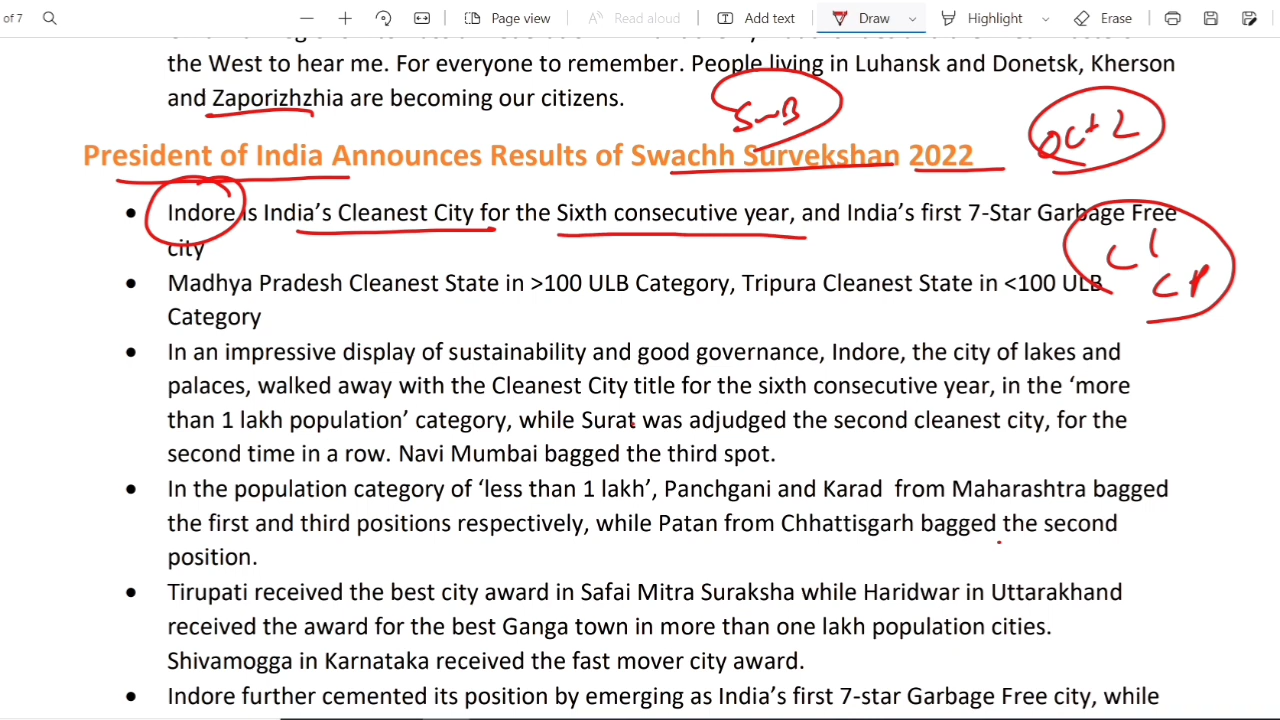 of 7 Page view Read aloud Add text Draw Highlight Erase
the West to hear me. For everyone to remember. People living in Luhansk and Donetsk, Kherson
and Zaporizhzhia are becoming our citizens.
President of India Announces Results of Swachh Survekshan 2022
• Indore is India's Cleanest City for the Sixth consecutive year, and India's first 7-Star Garbage Free
city
• Madhya Pradesh Cleanest State in >100 ULB Category, Tripura Cleanest State in <100 ULB
Category
• In an impressive display of sustainability and good governance, Indore, the city of lakes and
palaces, walked away with the Cleanest City title for the sixth consecutive year, in the 'more
than 1 lakh population' category, while Surat was adjudged the second cleanest city, for the
second time in a row. Navi Mumbai bagged the third spot.
• In the population category of 'less than 1 lakh', Panchgani and Karad from Maharashtra bagged
the first and third positions respectively, while Patan from Chhattisgarh bagged the second
position.
• Tirupati received the best city award in Safai Mitra Suraksha while Haridwar in Uttarakhand
received the award for the best Ganga town in more than one lakh population cities.
Shivamogga in Karnataka received the fast mover city award.
• Indore further cemented its position by emerging as India's first 7-star Garbage Free city, while